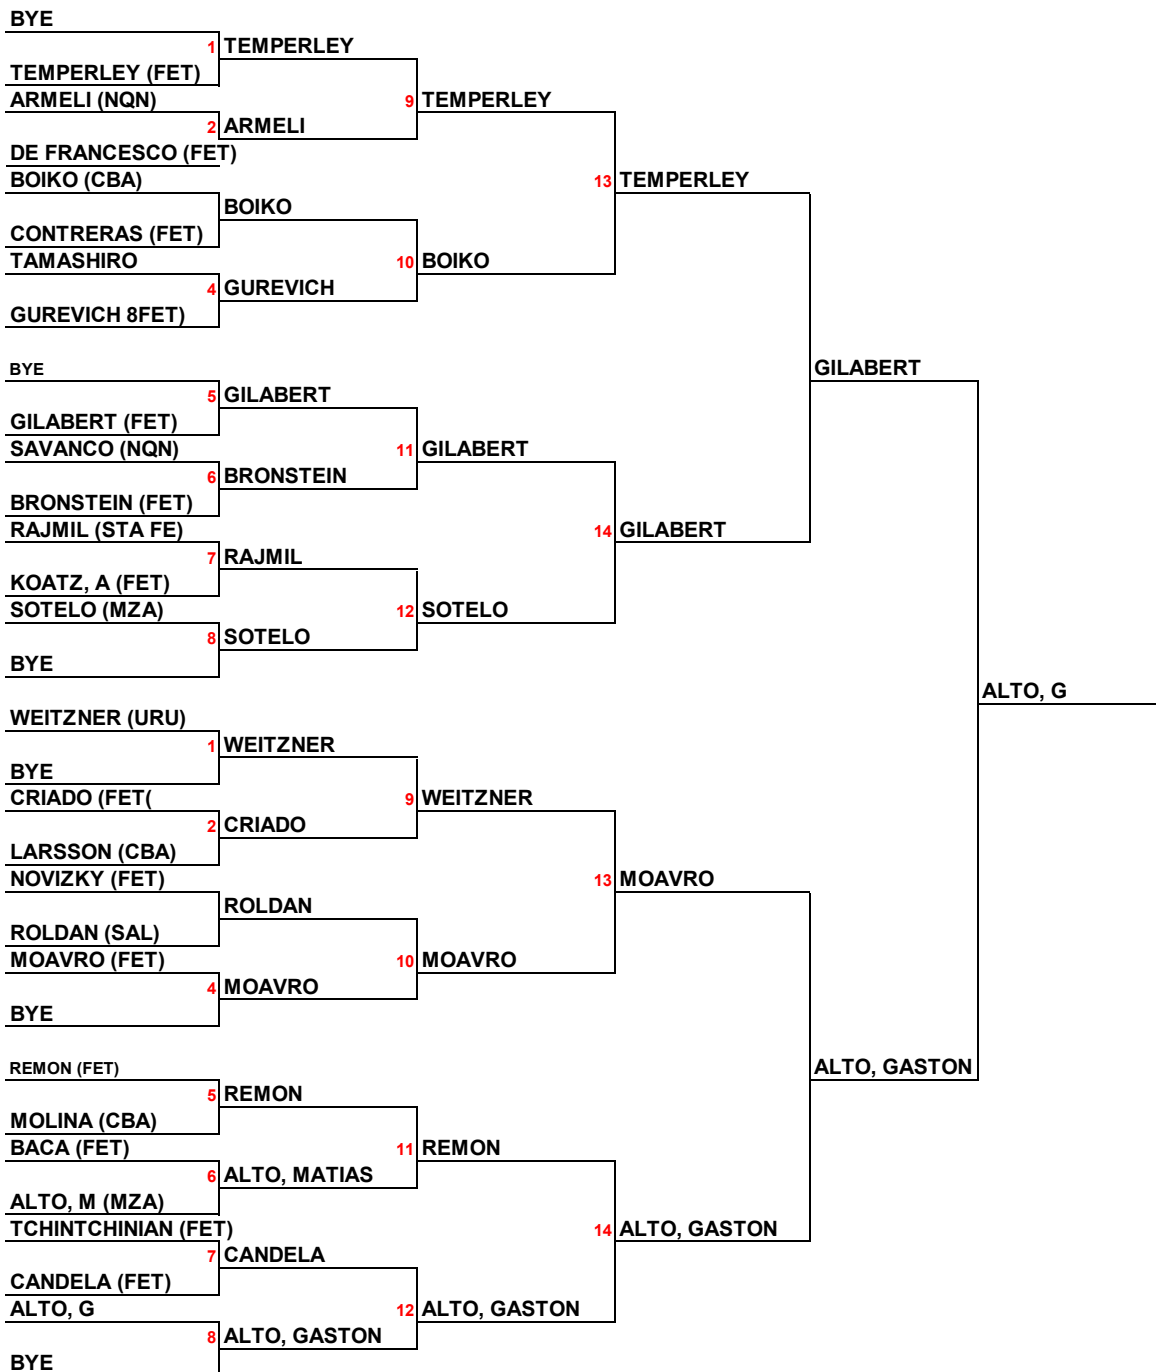 BYE
1 TEMPERLEY
TEMPERLEY (FET)
ARMELI (NQN)
9 TEMPERLEY
2 ARMELI
DE FRANCESCO (FET)
BOIKO (CBA)
13 TEMPERLEY
BOIKO
CONTRERAS (FET)
TAMASHIRO
10 BOIKO
4 GUREVICH
GUREVICH 8FET)
BYE
GILABERT
5 GILABERT
GILABERT (FET)
SAVANCO (NQN)
11 GILABERT
6 BRONSTEIN
BRONSTEIN (FET)
RAJMIL (STA FE)
14 GILABERT
7 RAJMIL
KOATZ, A (FET)
SOTELO (MZA)
12 SOTELO
8 SOTELO
BYE
ALTO, G
WEITZNER (URU)
1 WEITZNER
BYE
CRIADO (FET(
9 WEITZNER
2 CRIADO
LARSSON (CBA)
NOVIZKY (FET)
13 MOAVRO
ROLDAN
ROLDAN (SAL)
MOAVRO (FET)
10 MOAVRO
4 MOAVRO
BYE
REMON (FET)
ALTO, GASTON
5 REMON
MOLINA (CBA)
BACA (FET)
11 REMON
6 ALTO, MATIAS
ALTO, M (MZA)
TCHINTCHINIAN (FET)
14 ALTO, GASTON
7 CANDELA
CANDELA (FET)
ALTO, G
12 ALTO, GASTON
8 ALTO, GASTON
BYE